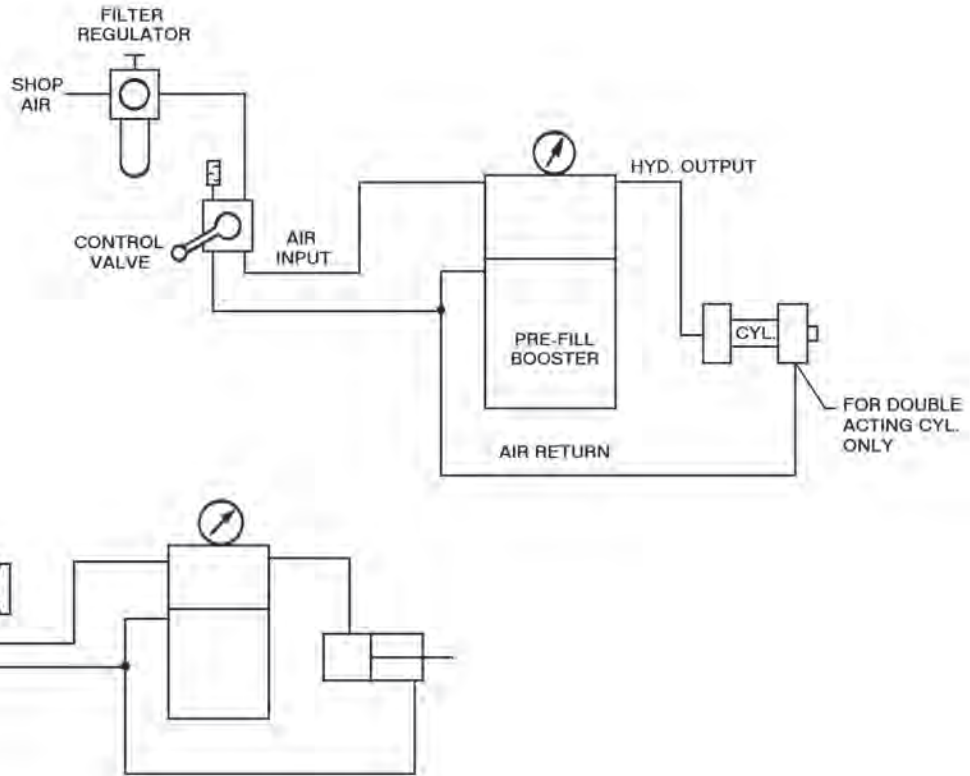 FILTER
REGULATOR
SHOP
AIR
CONTROL
VALVE
AIR
INPUT
HYD. OUTPUT
PRE-FILL
BOOSTER
CYL.
FOR DOUBLE
ACTING CYL.
ONLY
AIR RETURN